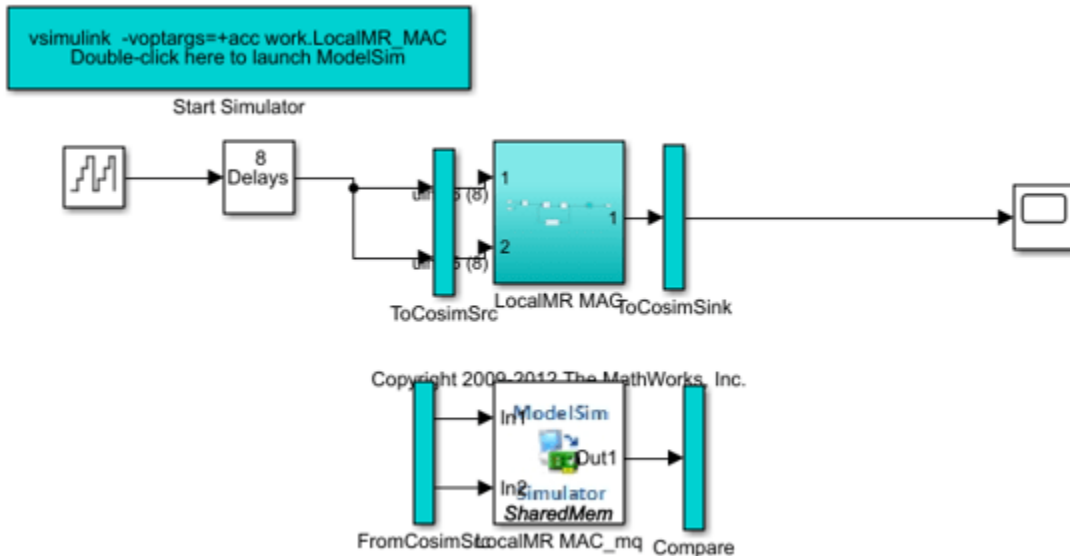 vsimulink -voptargs=+acc work.LocalMR_MAC
Double-click here to launch ModelSim
Start Simulator
8
Delays
1
(8)
1
2
(8)
ToCosimSrc
LocalMR MAC
ToCosimSink
Copyright 2009-2012 The MathWorks, Inc.
ModelSim
In1
Out1
In2
Simulator
SharedMem
FromCosimSrc
LocalMR MAC_mq
Compare